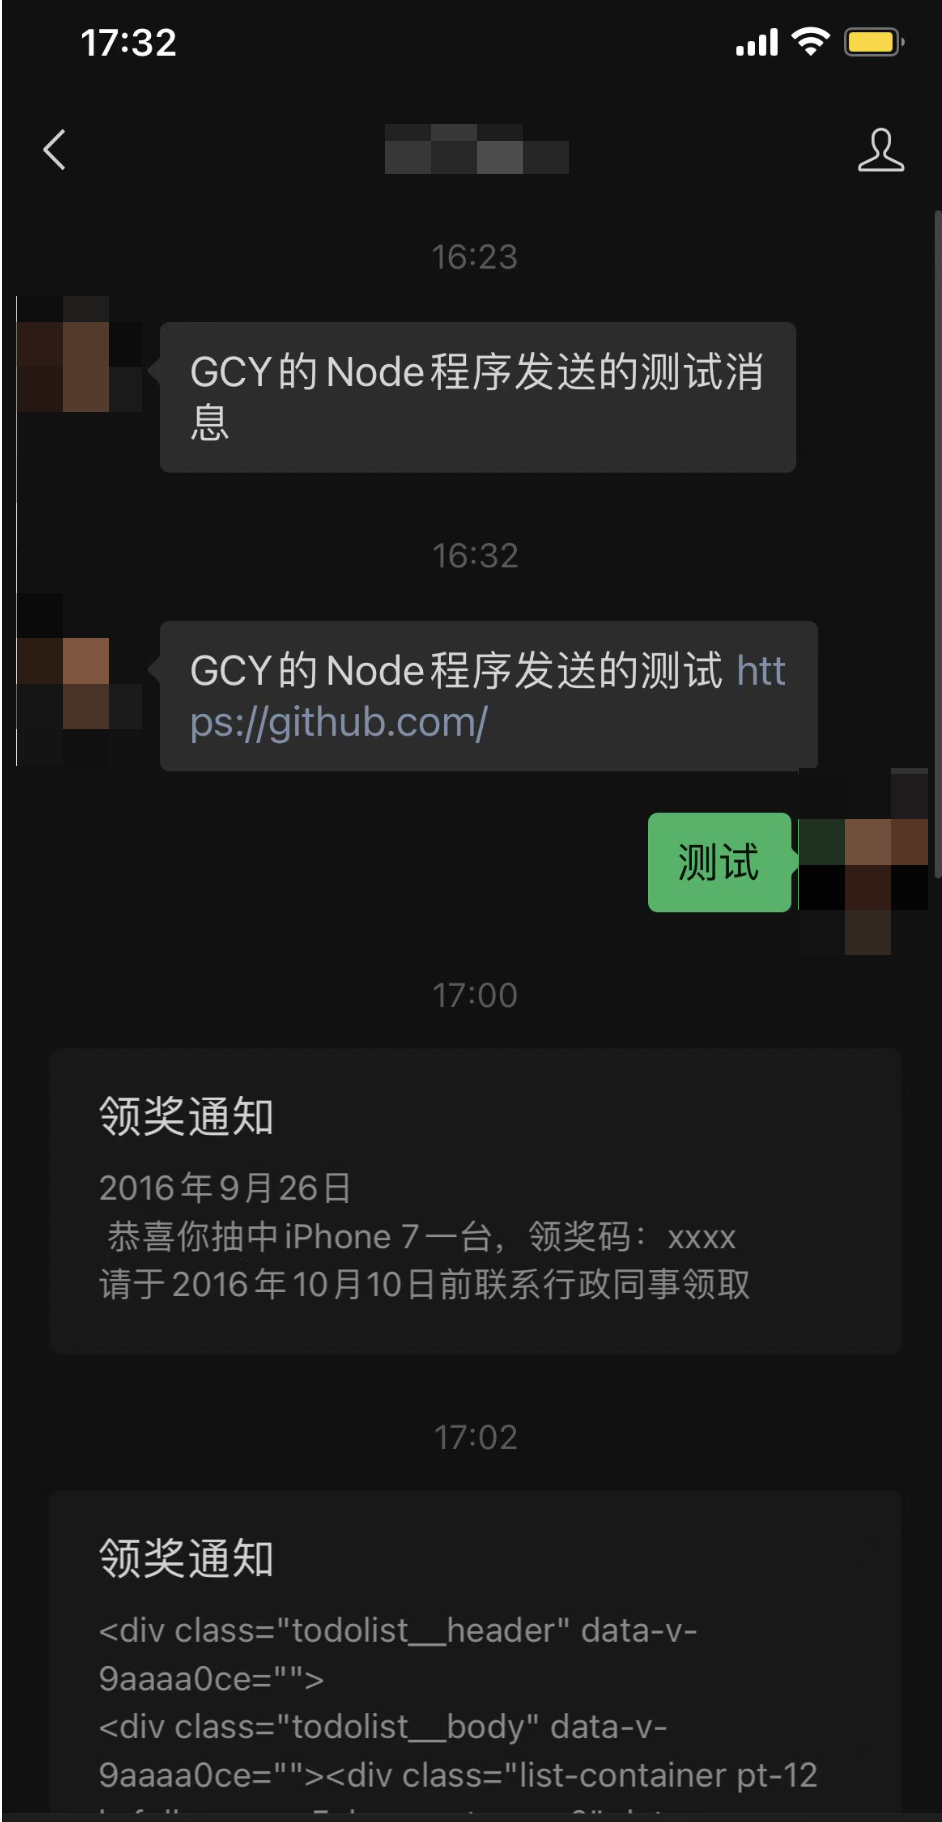 17:32
16:23
GCY的Node程序发送的测试消
息
16:32
GCY的Node程序发送的测试 htt
ps://github.com/
测试
17:00
领奖通知
2016年9月26日
恭喜你抽中iPhone 7一台，领奖码：xxxx
请于2016年10月10日前联系行政同事领取
17:02
领奖通知
<div class="todolist__header" data-v-
9aaaa0ce="">
<div class="todolist__body" data-v-
9aaaa0ce=""><div class="list-container pt-12